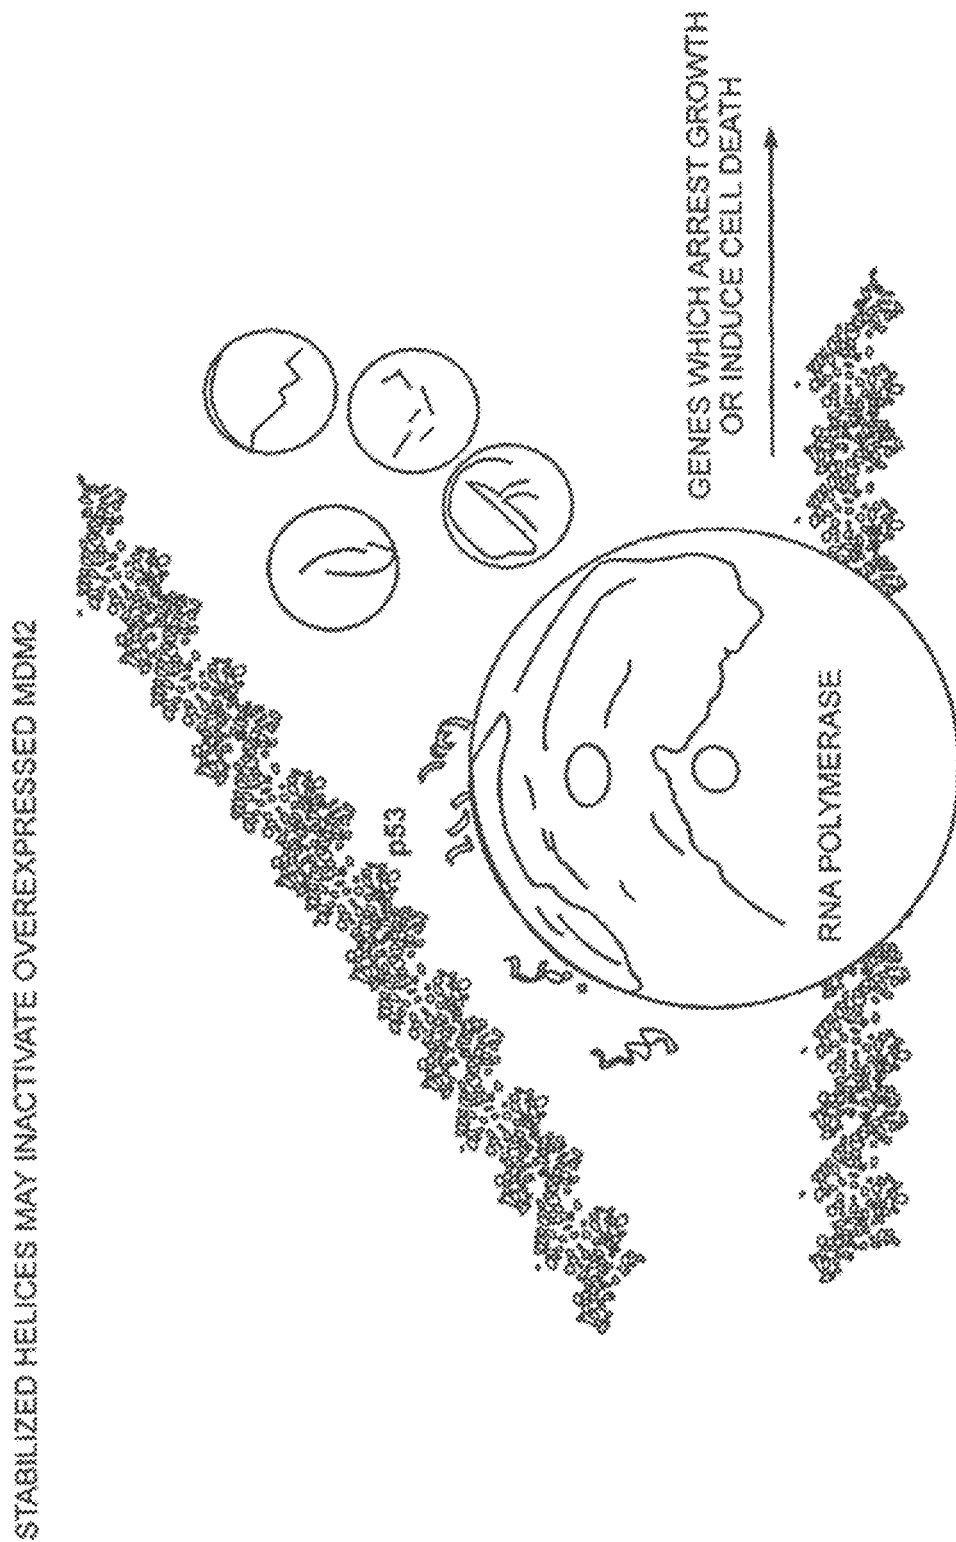 STABILIZED HELICES MAY INACTIVATE OVEREXPRESSED MDM2
p53
GENES WHICH ARREST GROWTH
OR INDUCE CELL DEATH
RNA POLYMERASE